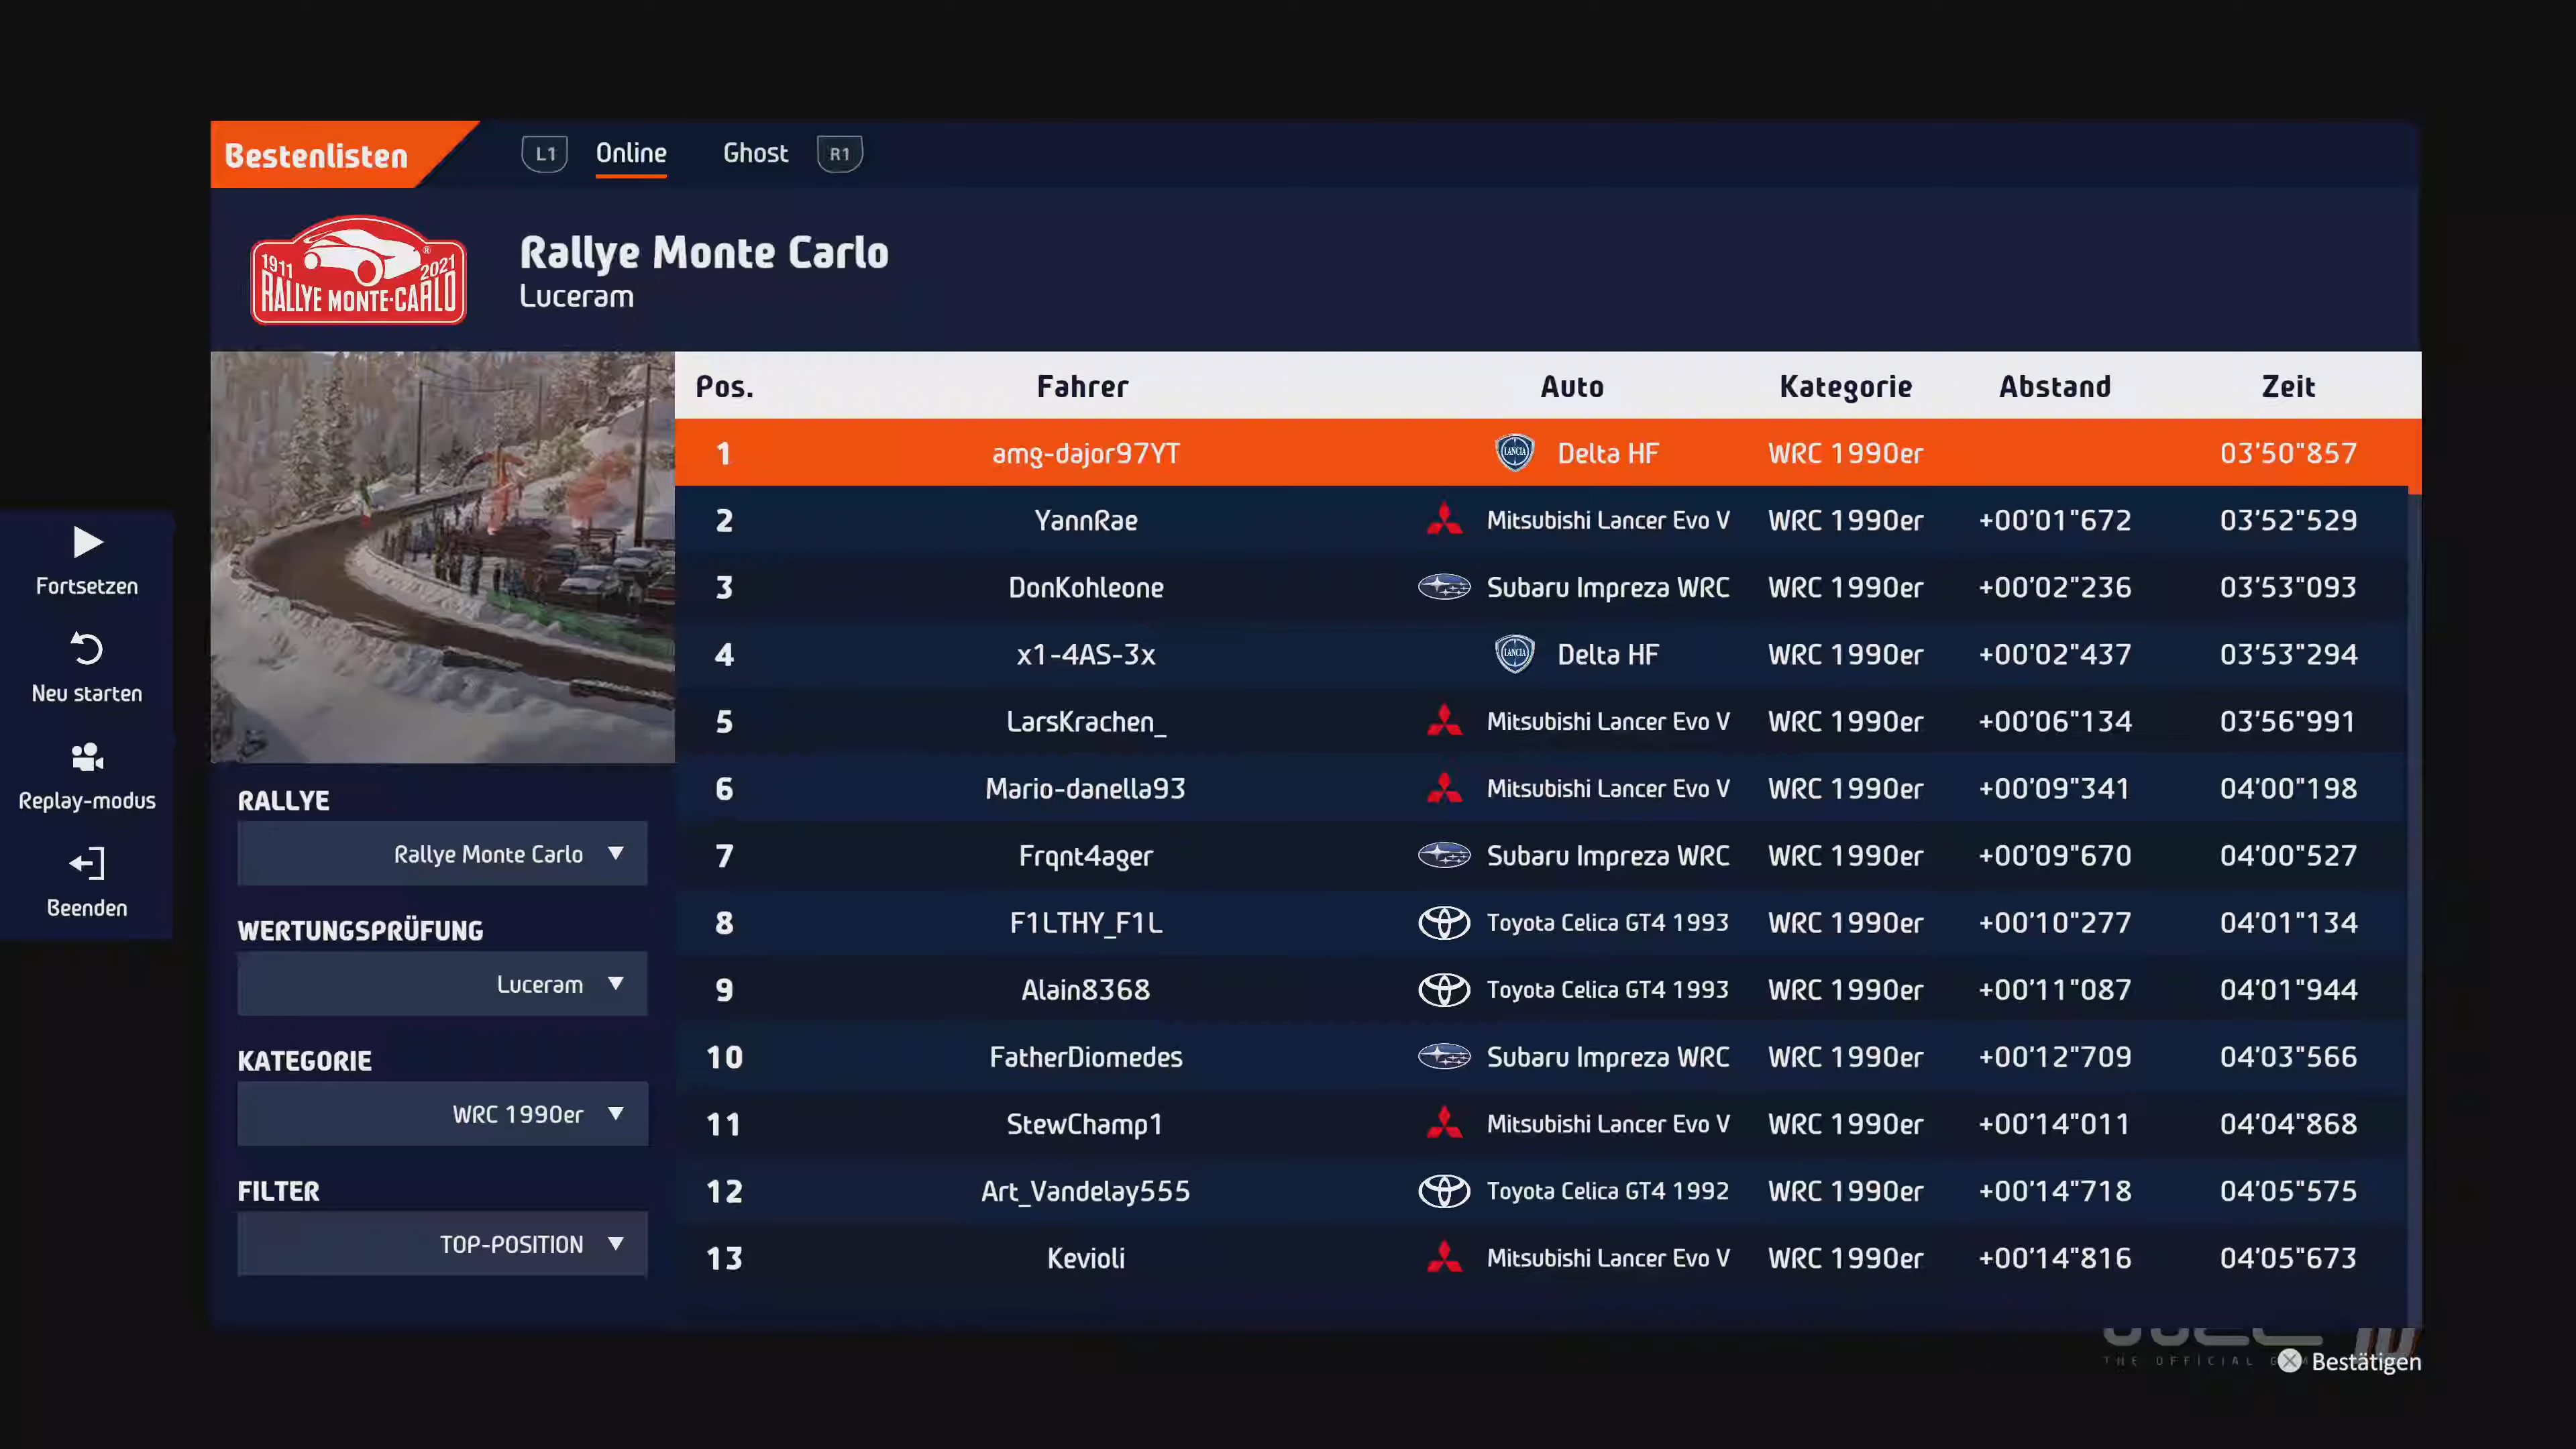 Bestenlisten L1 Online Ghost R1
Rallye Monte Carlo
Luceram
1911 2021
RALLYE MONTE-CARLO
Fortsetzen
Neu starten
Replay-modus
Beenden
RALLYE
Rallye Monte Carlo
WERTUNGSPRÜFUNG
Luceram
KATEGORIE
WRC 1990er
FILTER
TOP-POSITION
Pos. Fahrer Auto Kategorie Abstand Zeit
1 amg-dajor97YT LANCIA Delta HF WRC 1990er 03'50"857
2 YannRae Mitsubishi Lancer Evo V WRC 1990er +00'01"672 03'52"529
3 DonKohleone Subaru Impreza WRC WRC 1990er +00'02"236 03'53"093
4 x1-4AS-3x LANCIA Delta HF WRC 1990er +00'02"437 03'53"294
5 LarsKrachen_ Mitsubishi Lancer Evo V WRC 1990er +00'06"134 03'56"991
6 Mario-danella93 Mitsubishi Lancer Evo V WRC 1990er +00'09"341 04'00"198
7 Frqnt4ager Subaru Impreza WRC WRC 1990er +00'09"670 04'00"527
8 F1LTHY_F1L Toyota Celica GT4 1993 WRC 1990er +00'10"277 04'01"134
9 Alain8368 Toyota Celica GT4 1993 WRC 1990er +00'11"087 04'01"944
10 FatherDiomedes Subaru Impreza WRC WRC 1990er +00'12"709 04'03"566
11 StewChamp1 Mitsubishi Lancer Evo V WRC 1990er +00'14"011 04'04"868
12 Art_Vandelay555 Toyota Celica GT4 1992 WRC 1990er +00'14"718 04'05"575
13 Kevioli Mitsubishi Lancer Evo V WRC 1990er +00'14"816 04'05"673
THE OFFICIAL
Bestätigen